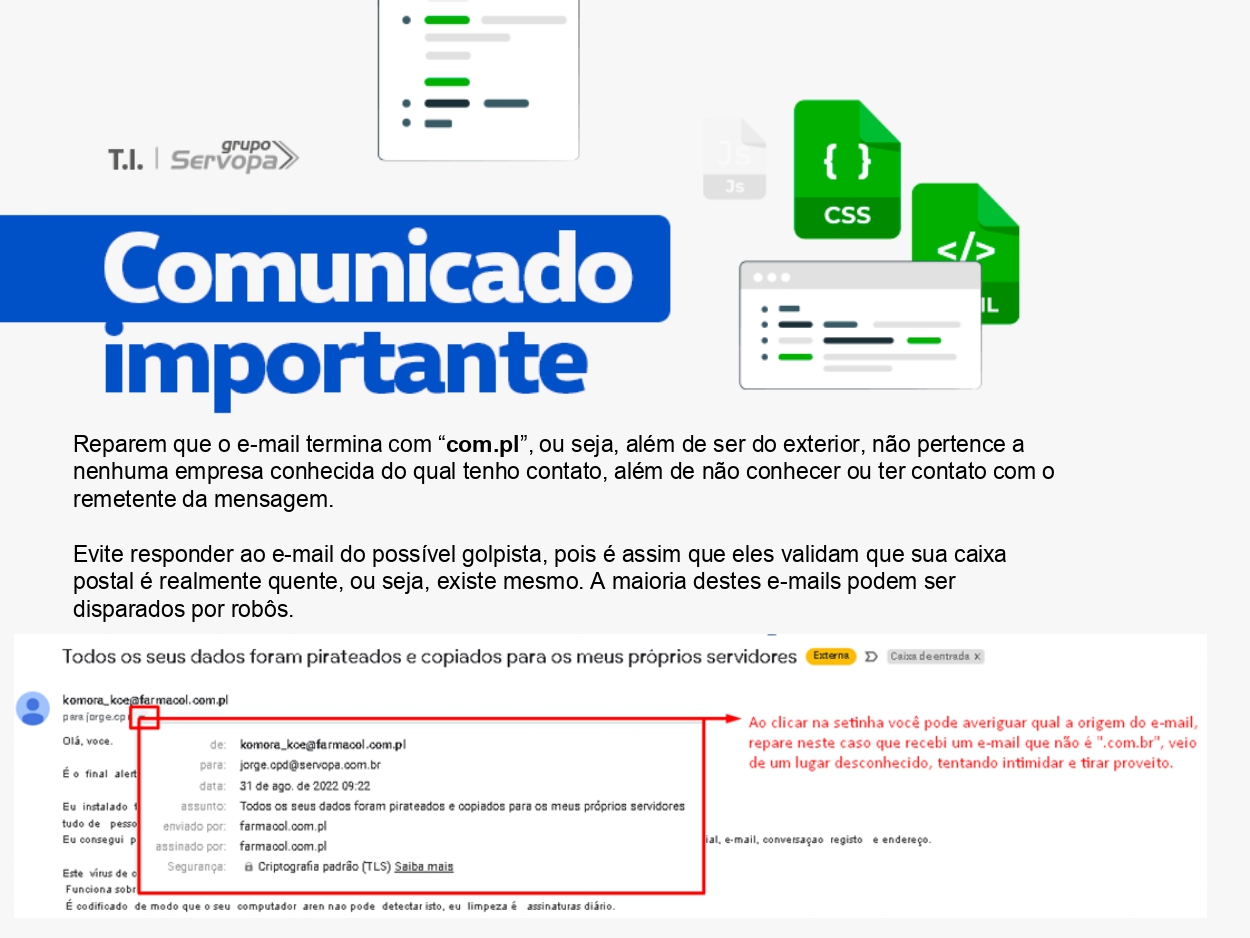 T.I. | grupo Servopa
Js
Js
{ }
CSS
</>
IL
Comunicado
importante
Reparem que o e-mail termina com “com.pl”, ou seja, além de ser do exterior, não pertence a
nenhuma empresa conhecida do qual tenho contato, além de não conhecer ou ter contato com o
remetente da mensagem.
Evite responder ao e-mail do possível golpista, pois é assim que eles validam que sua caixa
postal é realmente quente, ou seja, existe mesmo. A maioria destes e-mails podem ser
disparados por robôs.
Todos os seus dados foram pirateados e copiados para os meus próprios servidores Externa Caixa de entrada x
komora_koe@farmacol.com.pl
para jorge.cp
Olá, voce.
É o final alert
Eu instalado
tudo de pesso
Eu consegui p
ial, e-mail, conversaçao registo e endereço.
Este vírus de c
Funciona sobr
É codificado de modo que o seu computador aren nao pode detectar isto, eu limpeza é assinaturas diário.
de: komora_koe@farmacol.com.pl
para: jorge.cpd@servopa.com.br
data: 31 de ago. de 2022 09:22
assunto: Todos os seus dados foram pirateados e copiados para os meus próprios servidores
enviado por: farmacol.com.pl
assinado por: farmacol.com.pl
Segurança: Criptografia padrão (TLS) Saiba mais
Ao clicar na setinha você pode averiguar qual a origem do e-mail,
repare neste caso que recebi um e-mail que não é ".com.br", veio
de um lugar desconhecido, tentando intimidar e tirar proveito.